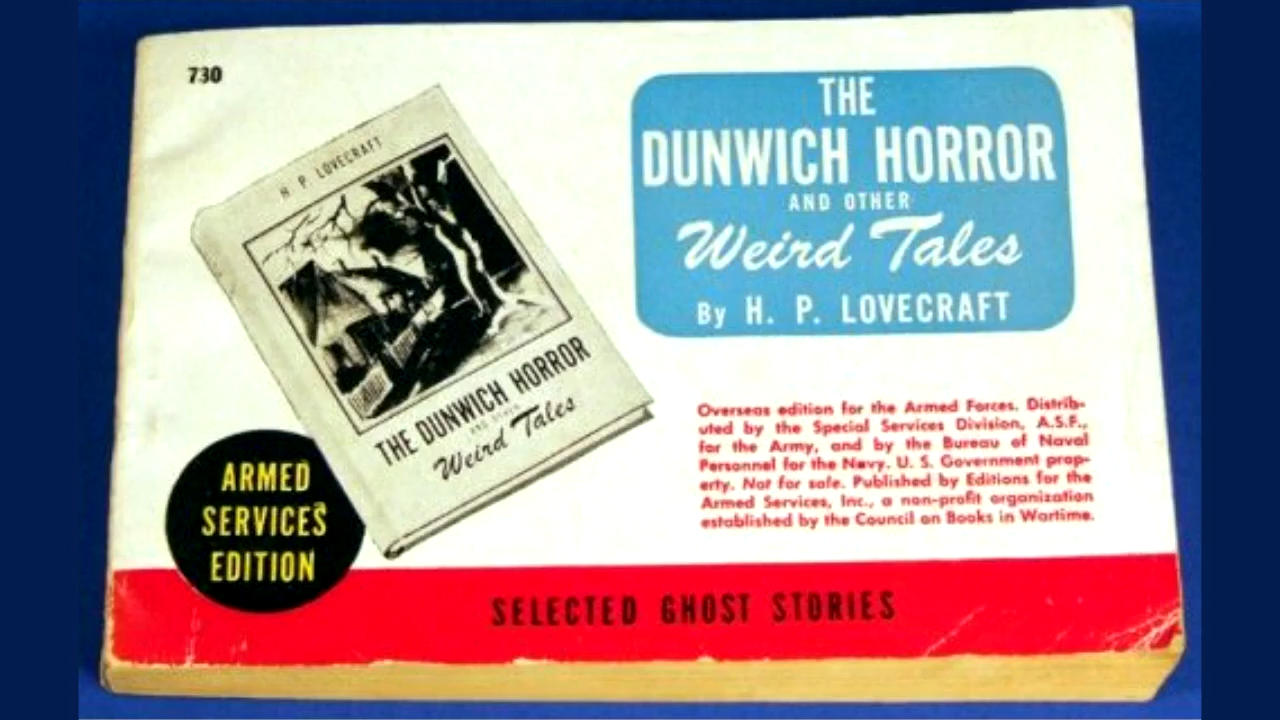 730
H. P. LOVECRAFT
THE DUNWICH HORROR
AND OTHER
Weird Tales
ARMED
SERVICES
EDITION
THE
DUNWICH HORROR
AND OTHER
Weird Tales
By H. P. LOVECRAFT
Overseas edition for the Armed Forces. Distrib-
uted by the Special Services Division, A.S.F.,
for the Army, and by the Bureau of Naval
Personnel for the Navy. U. S. Government prop-
erty. Not for sale. Published by Editions for the
Armed Services, Inc., a non-profit organization
established by the Council on Books in Wartime.
SELECTED GHOST STORIES